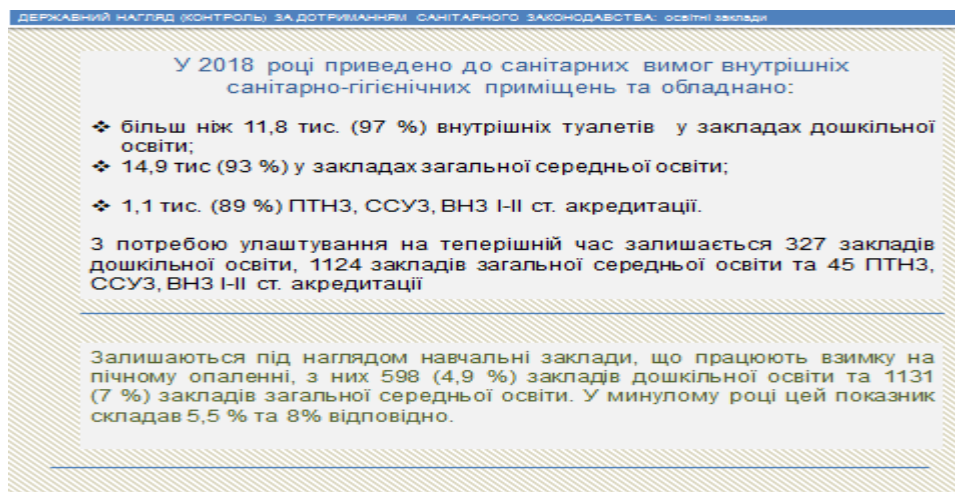 ДЕРЖАВНИЙ НАГЛЯД (КОНТРОЛЬ) ЗА ДОТРИМАННЯМ САНІТАРНОГО ЗАКОНОДАВСТВА: освітні заклади
У 2018 році приведено до санітарних вимог внутрішніх
санітарно-гігієнічних приміщень та обладнано:
❖ більш ніж 11,8 тис. (97 %) внутрішніх туалетів у закладах дошкільної
освіти;
❖ 14,9 тис (93 %) у закладах загальної середньої освіти;
❖ 1,1 тис. (89 %) ПТНЗ, ССУЗ, ВНЗ І-ІІ ст. акредитації.
З потребою улаштування на теперішній час залишається 327 закладів
дошкільної освіти, 1124 закладів загальної середньої освіти та 45 ПТНЗ,
ССУЗ, ВНЗ І-ІІ ст. акредитації
Залишаються під наглядом навчальні заклади, що працюють взимку на
пічному опаленні, з них 598 (4,9 %) закладів дошкільної освіти та 1131
(7 %) закладів загальної середньої освіти. У минулому році цей показник
складав 5,5 % та 8% відповідно.